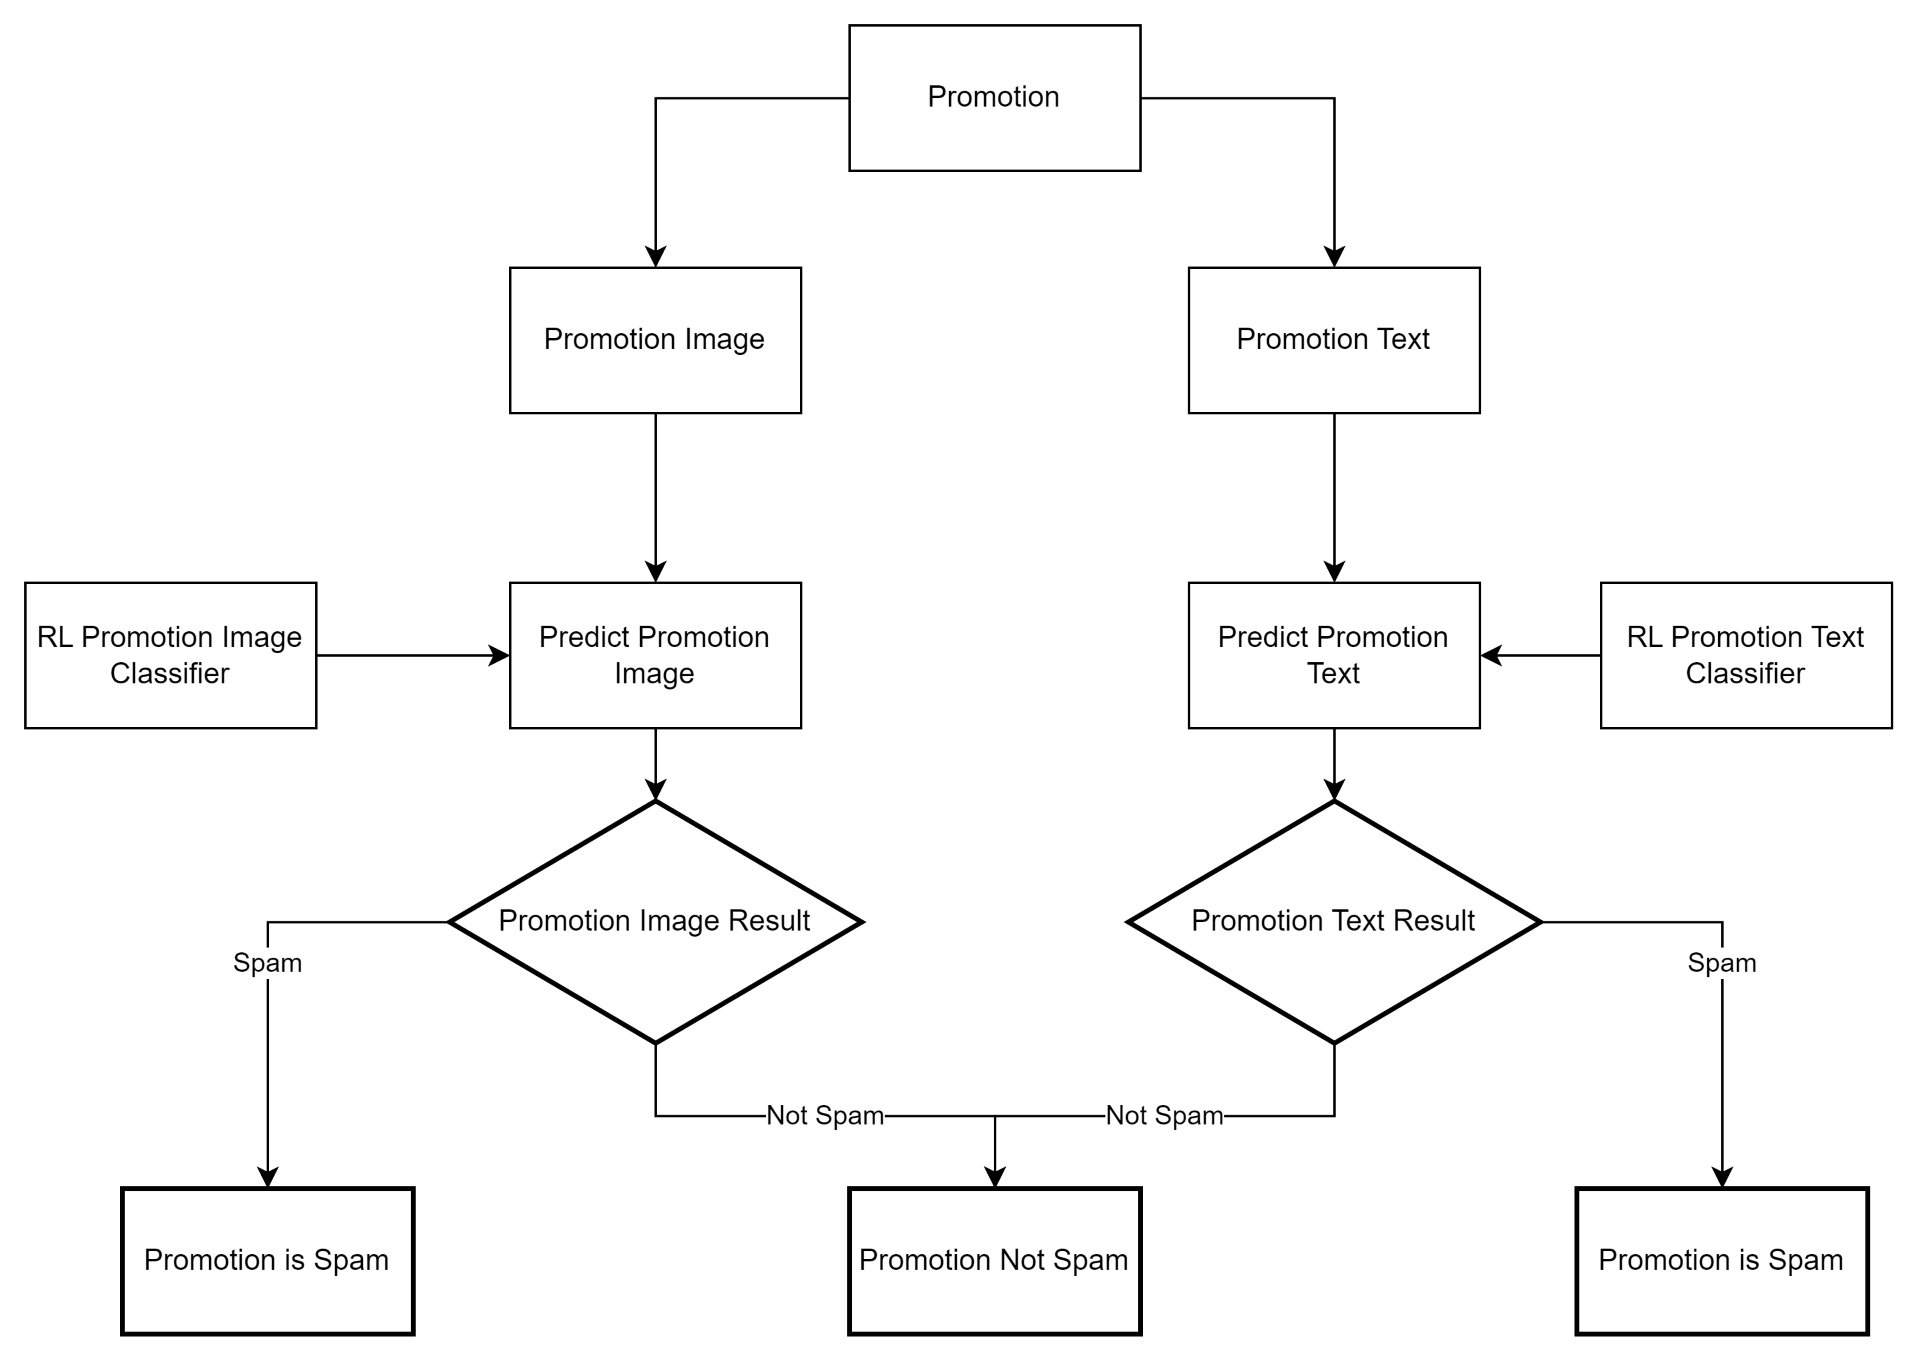 Promotion
Promotion Image
Promotion Text
RL Promotion Image
Classifier
Predict Promotion
Image
Predict Promotion
Text
RL Promotion Text
Classifier
Promotion Image Result
Promotion Text Result
Spam
Spam
Not Spam
Not Spam
Promotion is Spam
Promotion Not Spam
Promotion is Spam